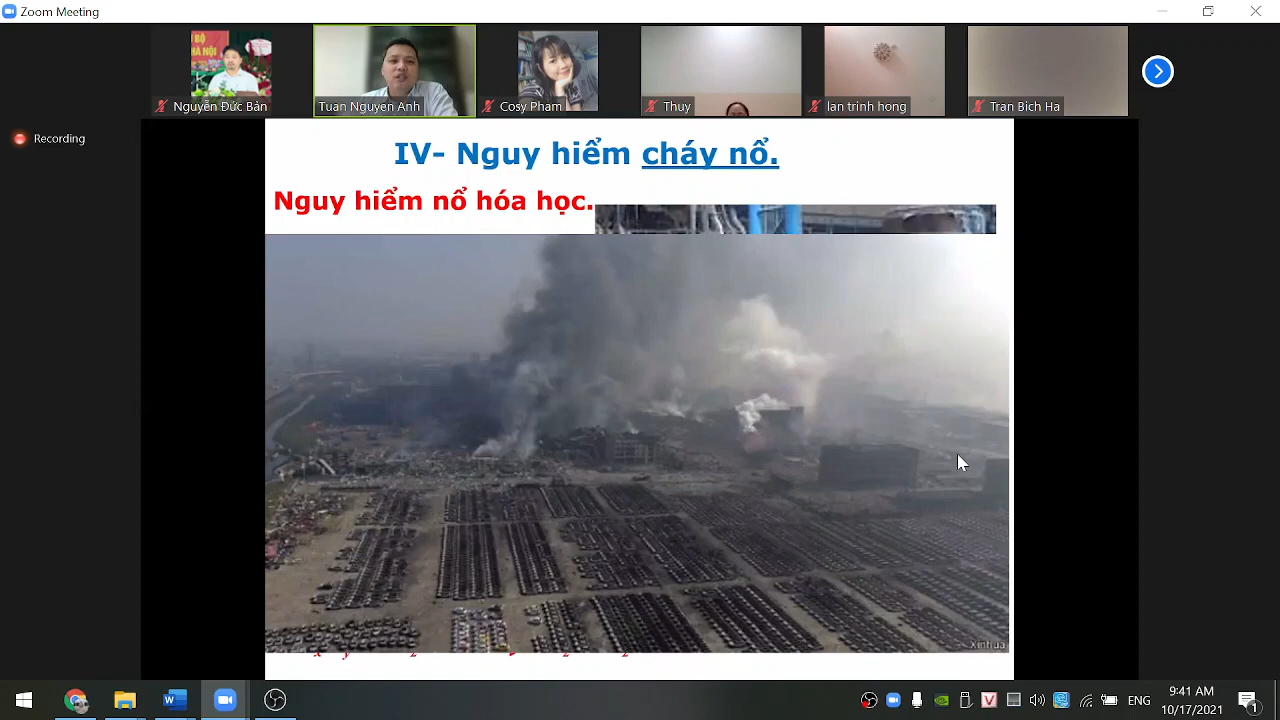 Zoom Meeting
Nguyễn Đức Bản
Tuan Nguyen Anh
Cosy Pham
Thuy
lan trinh hong
Tran Bich Ha
Recording
IV- Nguy hiểm cháy nổ.
Nguy hiểm nổ hóa học.
Xinhua
ENG
9:41 AM
10/17/2021